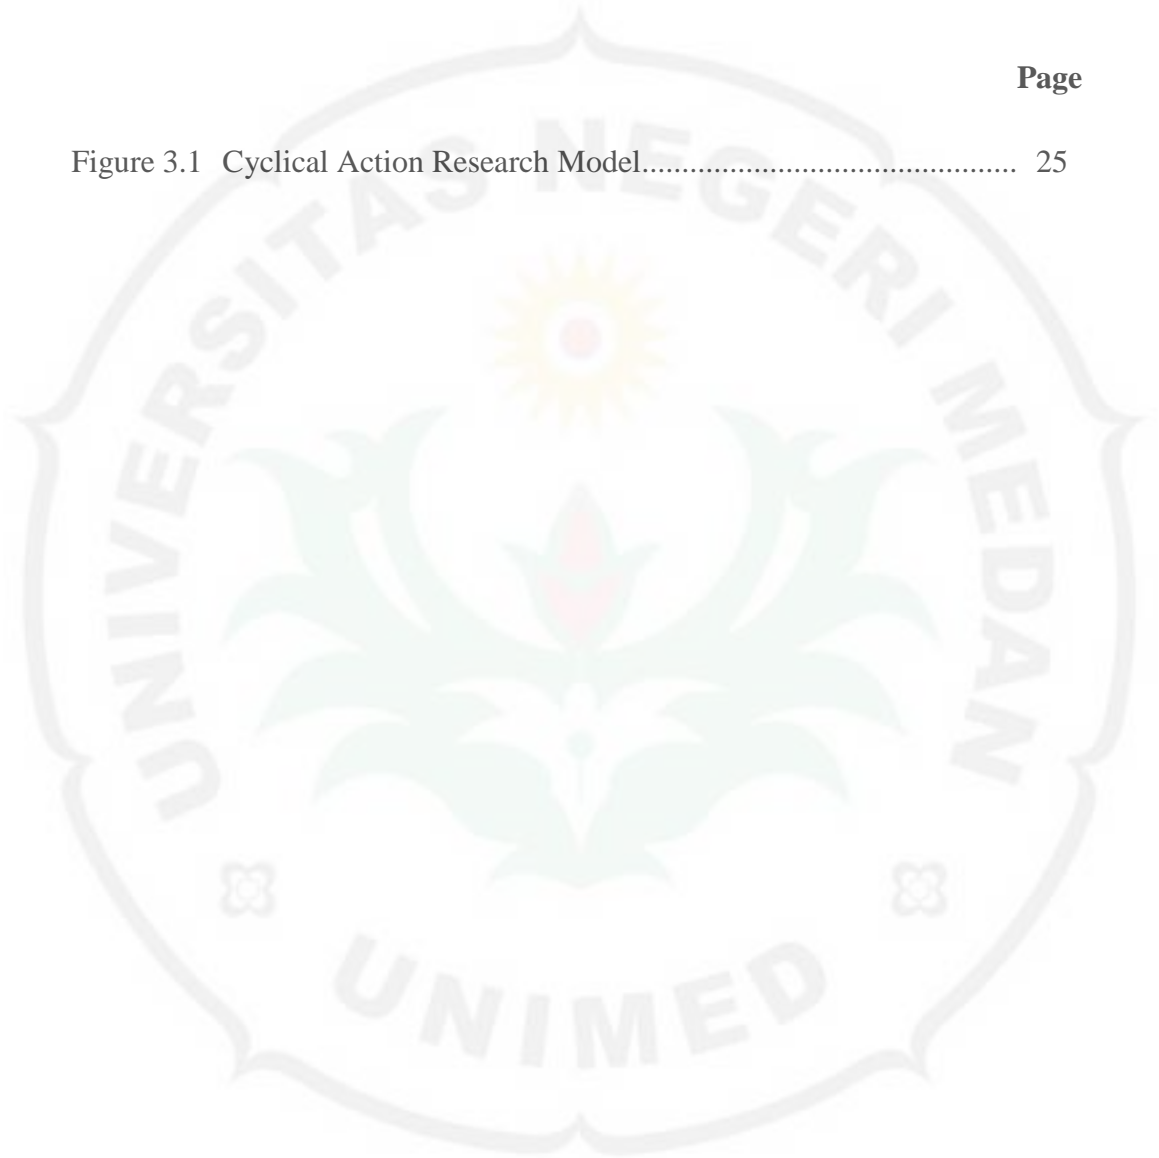 Page
Figure 3.1 Cyclical Action Research Model............................................... 25
UNIVERSITAS NEGERI MEDAN
UNIMED